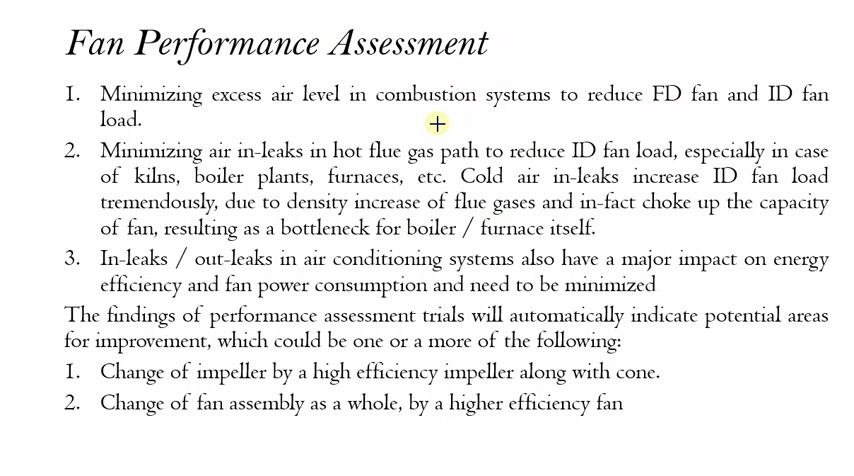 Fan Performance Assessment
1. Minimizing excess air level in combustion systems to reduce FD fan and ID fan
load.
2. Minimizing air in-leaks in hot flue gas path to reduce ID fan load, especially in case
of kilns, boiler plants, furnaces, etc. Cold air in-leaks increase ID fan load
tremendously, due to density increase of flue gases and in-fact choke up the capacity
of fan, resulting as a bottleneck for boiler / furnace itself.
3. In-leaks / out-leaks in air conditioning systems also have a major impact on energy
efficiency and fan power consumption and need to be minimized
The findings of performance assessment trials will automatically indicate potential areas
for improvement, which could be one or a more of the following:
1. Change of impeller by a high efficiency impeller along with cone.
2. Change of fan assembly as a whole, by a higher efficiency fan